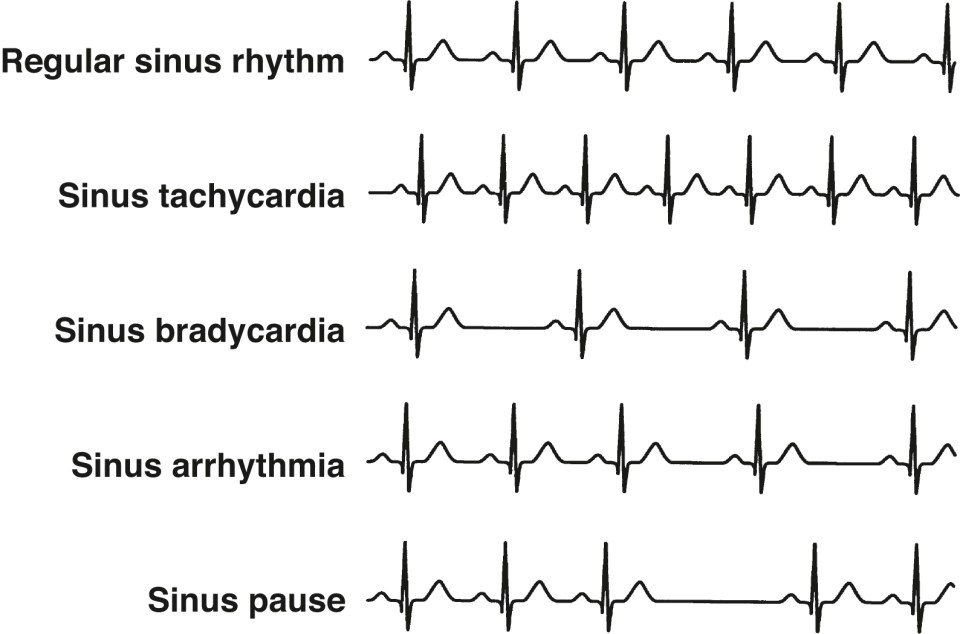 Regular sinus rhythm
Sinus tachycardia
Sinus bradycardia
Sinus arrhythmia
Sinus pause